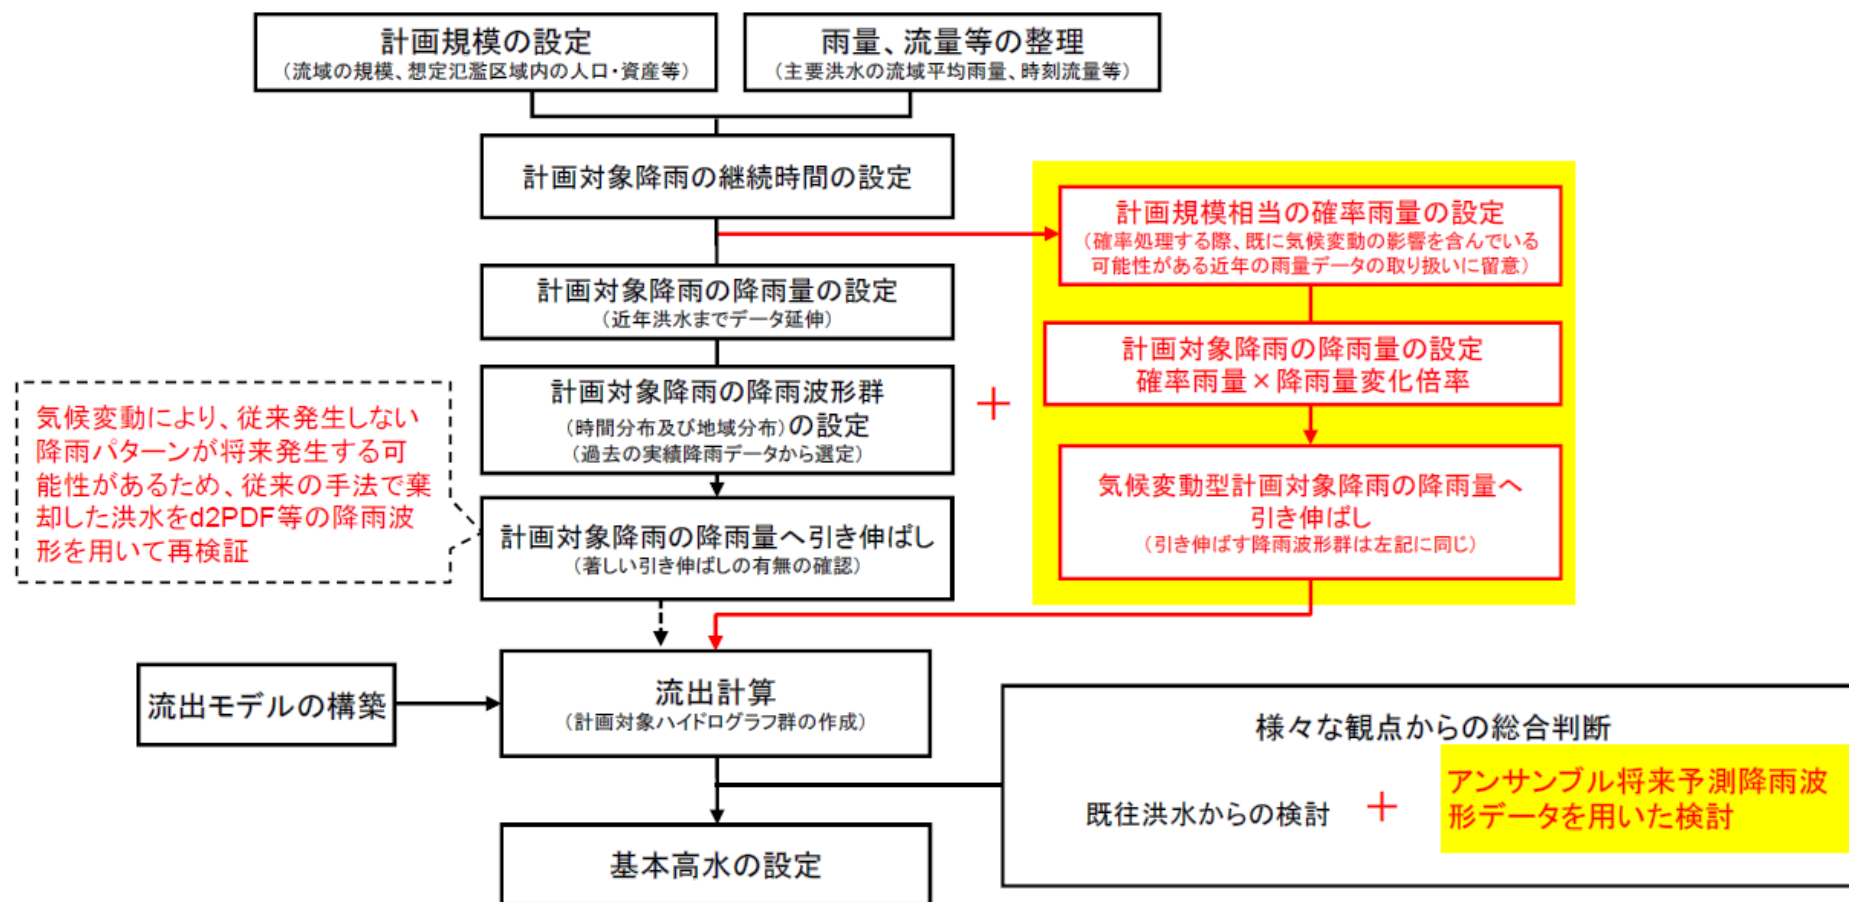 計画規模の設定
（流域の規模、想定氾濫区域内の人口・資産等）
雨量、流量等の整理
（主要洪水の流域平均雨量、時刻流量等）
計画対象降雨の継続時間の設定
計画対象降雨の降雨量の設定
（近年洪水までデータ延伸）
計画対象降雨の降雨波形群
（時間分布及び地域分布）の設定
（過去の実績降雨データから選定）
計画対象降雨の降雨量へ引き伸ばし
（著しい引き伸ばしの有無の確認）
気候変動により、従来発生しない
降雨パターンが将来発生する可
能性があるため、従来の手法で棄
却した洪水をd2PDF等の降雨波
形を用いて再検証
＋
計画規模相当の確率雨量の設定
（確率処理する際、既に気候変動の影響を含んでいる
可能性がある近年の雨量データの取り扱いに留意）
計画対象降雨の降雨量の設定
確率雨量×降雨量変化倍率
気候変動型計画対象降雨の降雨量へ
引き伸ばし
（引き伸ばす降雨波形群は左記に同じ）
流出モデルの構築
流出計算
（計画対象ハイドログラフ群の作成）
様々な観点からの総合判断
既往洪水からの検討
＋
アンサンブル将来予測降雨波
形データを用いた検討
基本高水の設定